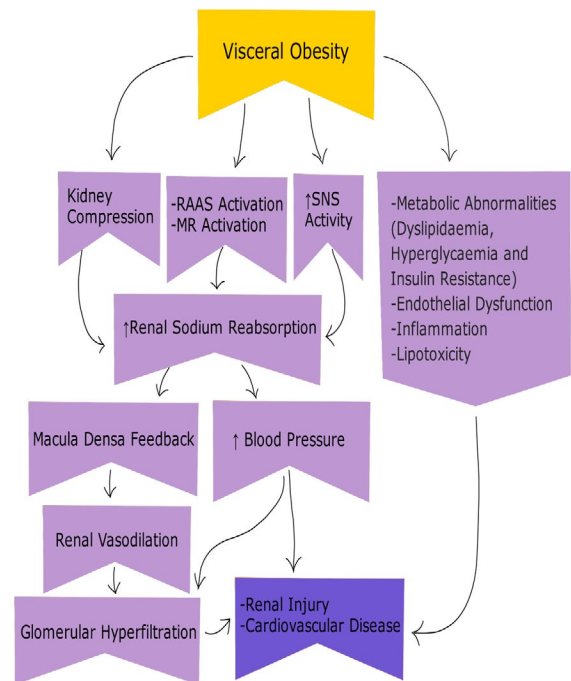 Visceral Obesity
Kidney
Compression
-RAAS Activation
-MR Activation
↑SNS
Activity
-Metabolic Abnormalities
(Dyslipidaemia,
Hyperglycaemia and
Insulin Resistance)
-Endothelial Dysfunction
-Inflammation
-Lipotoxicity
↑Renal Sodium Reabsorption
Macula Densa Feedback
↑ Blood Pressure
Renal Vasodilation
Glomerular Hyperfiltration
-Renal Injury
-Cardiovascular Disease